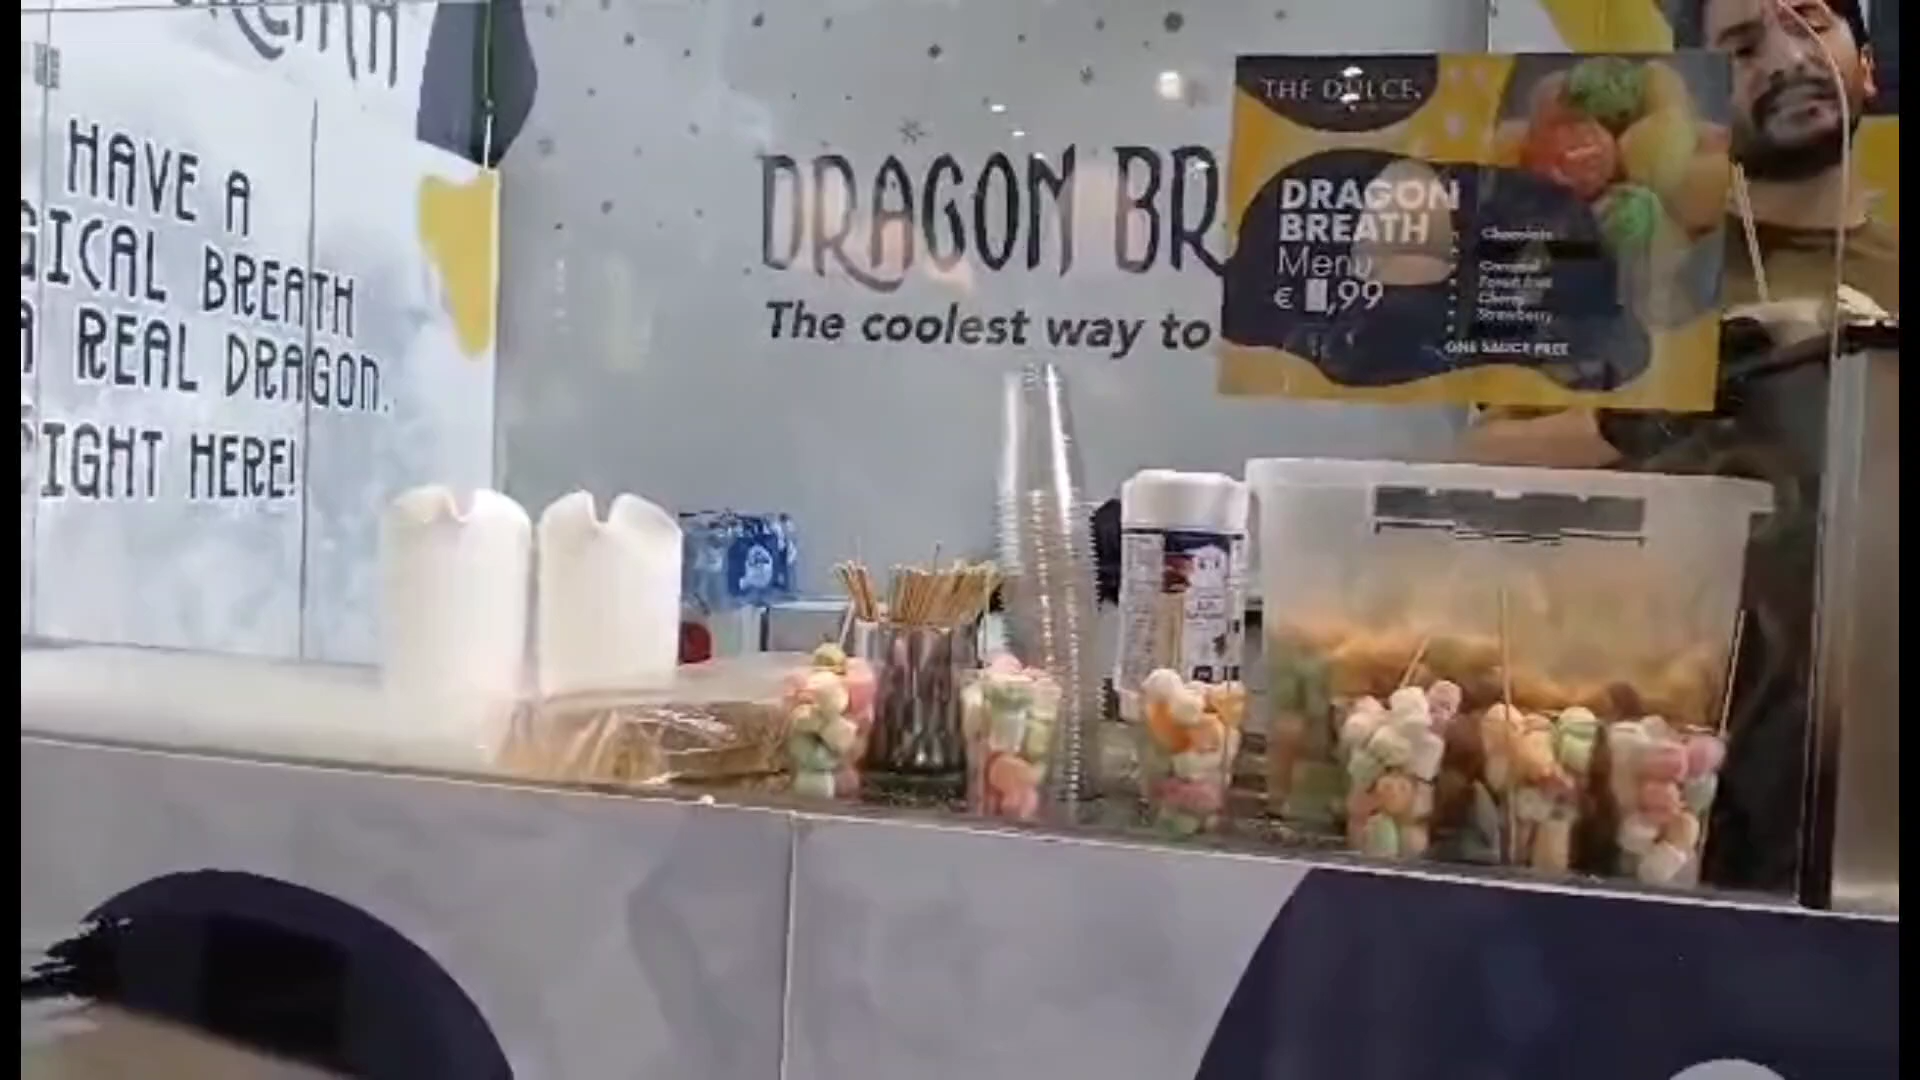 HAVE A
GICAL BREATH
A REAL DRAGON.
IGHT HERE!
DRAGON BR
The coolest way to
THE DULCE.
DRAGON
BREATH
Menu
€ ,99
Chocolate
Caramel
Forest fruit
Cherry
Strawberry
ONE SAUCE FREE